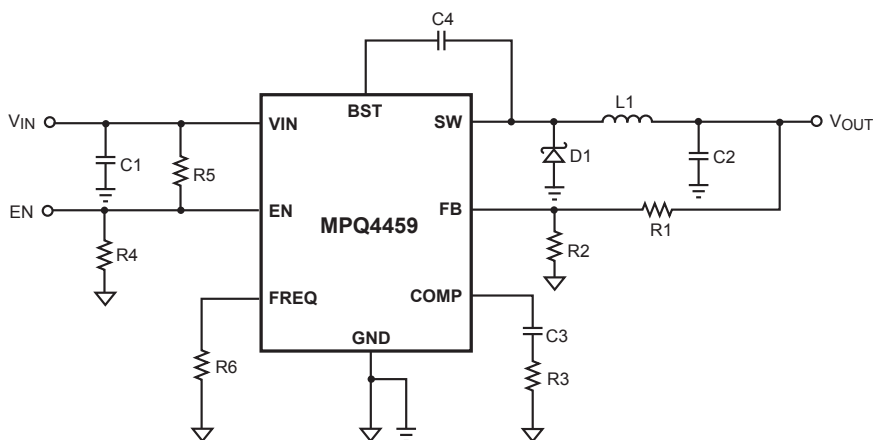 C4
BST
VIN
VIN
C1
R5
SW
L1
VOUT
D1
C2
EN
EN
MPQ4459
FB
R1
R2
R4
FREQ
COMP
GND
R6
C3
R3